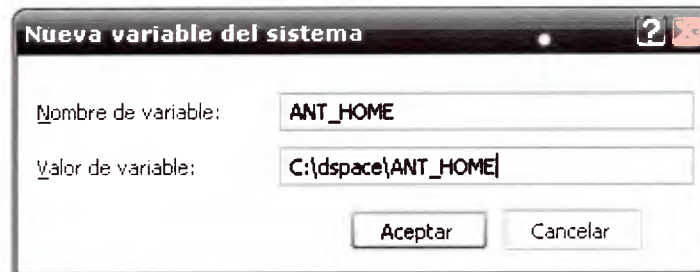 Nueva variable del sistema
Nombre de variable: ANT_HOME
Valor de variable: C:\dspace\ANT_HOME
Aceptar Cancelar